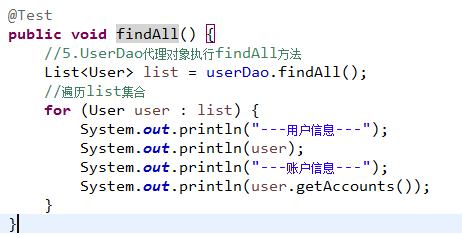 @Test
public void findAll() {
    //5.UserDao代理对象执行findAll方法
    List<User> list = userDao.findAll();
    //遍历list集合
    for (User user : list) {
        System.out.println("---用户信息---");
        System.out.println(user);
        System.out.println("---账户信息---");
        System.out.println(user.getAccounts());
    }
}